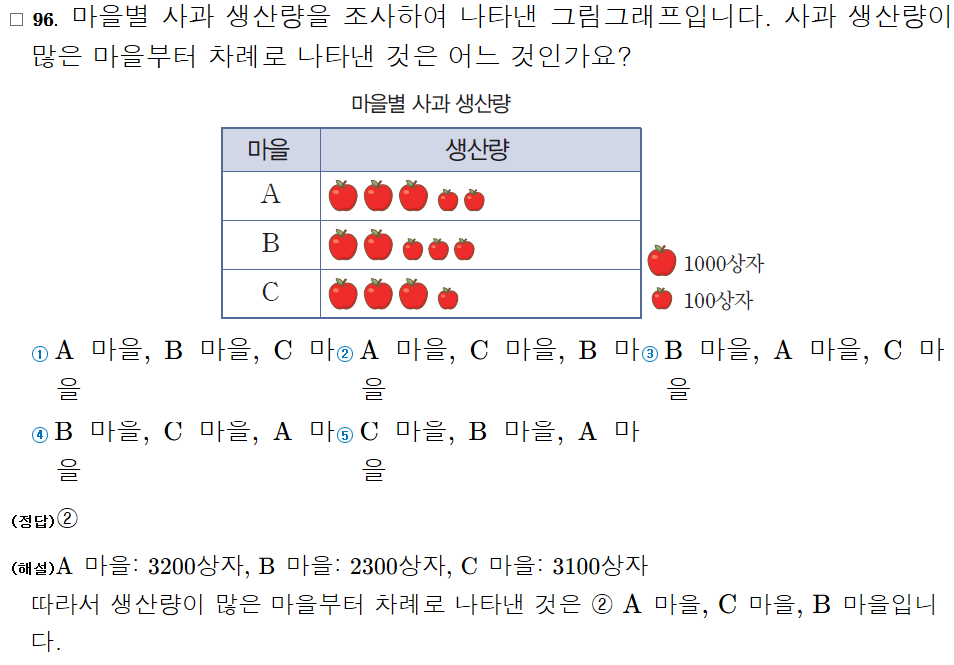 □ 96. 마을별 사과 생산량을 조사하여 나타낸 그림그래프입니다. 사과 생산량이
많은 마을부터 차례로 나타낸 것은 어느 것인가요?
마을별 사과 생산량
마을 생산량
A
B
C
1000상자
100상자
① A 마을, B 마을, C 마을
② A 마을, C 마을, B 마을
③ B 마을, A 마을, C 마을
④ B 마을, C 마을, A 마을
⑤ C 마을, B 마을, A 마을
(정답)②
(해설)A 마을: 3200상자, B 마을: 2300상자, C 마을: 3100상자
따라서 생산량이 많은 마을부터 차례로 나타낸 것은 ② A 마을, C 마을, B 마을입니
다.